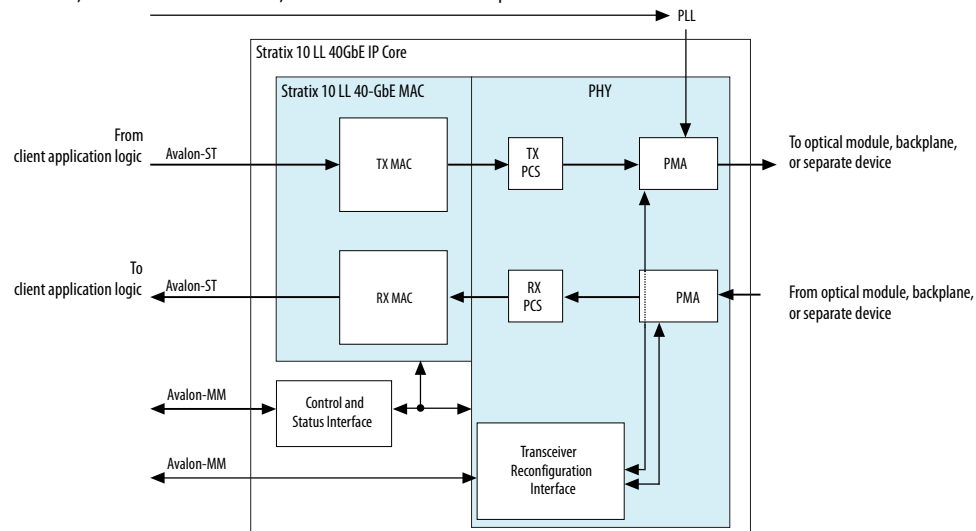 PLL
Stratix 10 LL 40GbE IP Core
Stratix 10 LL 40-GbE MAC
PHY
From
client application logic
Avalon-ST
TX MAC
TX
PCS
PMA
To optical module, backplane,
or separate device
To
client application logic
Avalon-ST
RX MAC
RX
PCS
PMA
From optical module, backplane,
or separate device
Avalon-MM
Control and
Status Interface
Avalon-MM
Transceiver
Reconfiguration
Interface